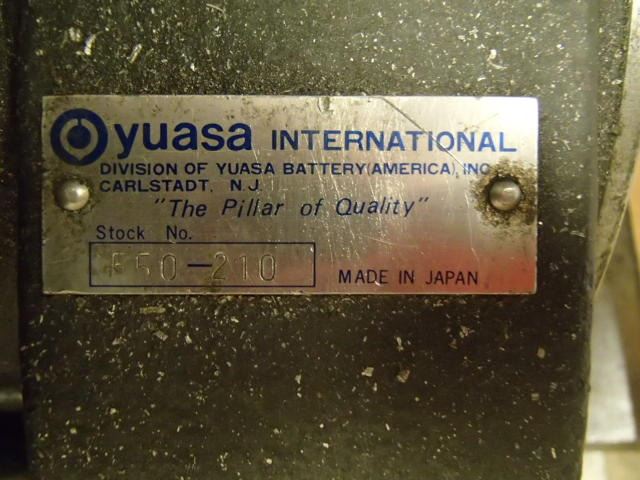 yuasa INTERNATIONAL
DIVISION OF YUASA BATTERY(AMERICA), INC.
CARLSTADT, N.J.
"The Pillar of Quality"
Stock No.
550-210
MADE IN JAPAN